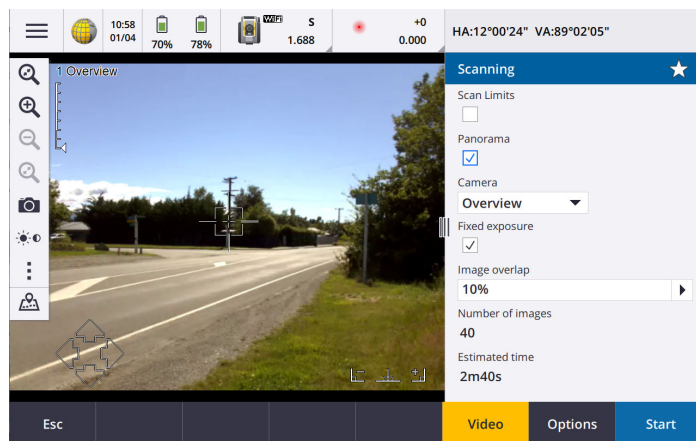 10:58
01/04
70%
78%
WiFi
S
1.688
+0
0.000
HA:12°00'24" VA:89°02'05"
1 Overview
Scanning
Scan Limits
Panorama
Camera
Overview
Fixed exposure
Image overlap
10%
Number of images
40
Estimated time
2m40s
Esc
Video
Options
Start